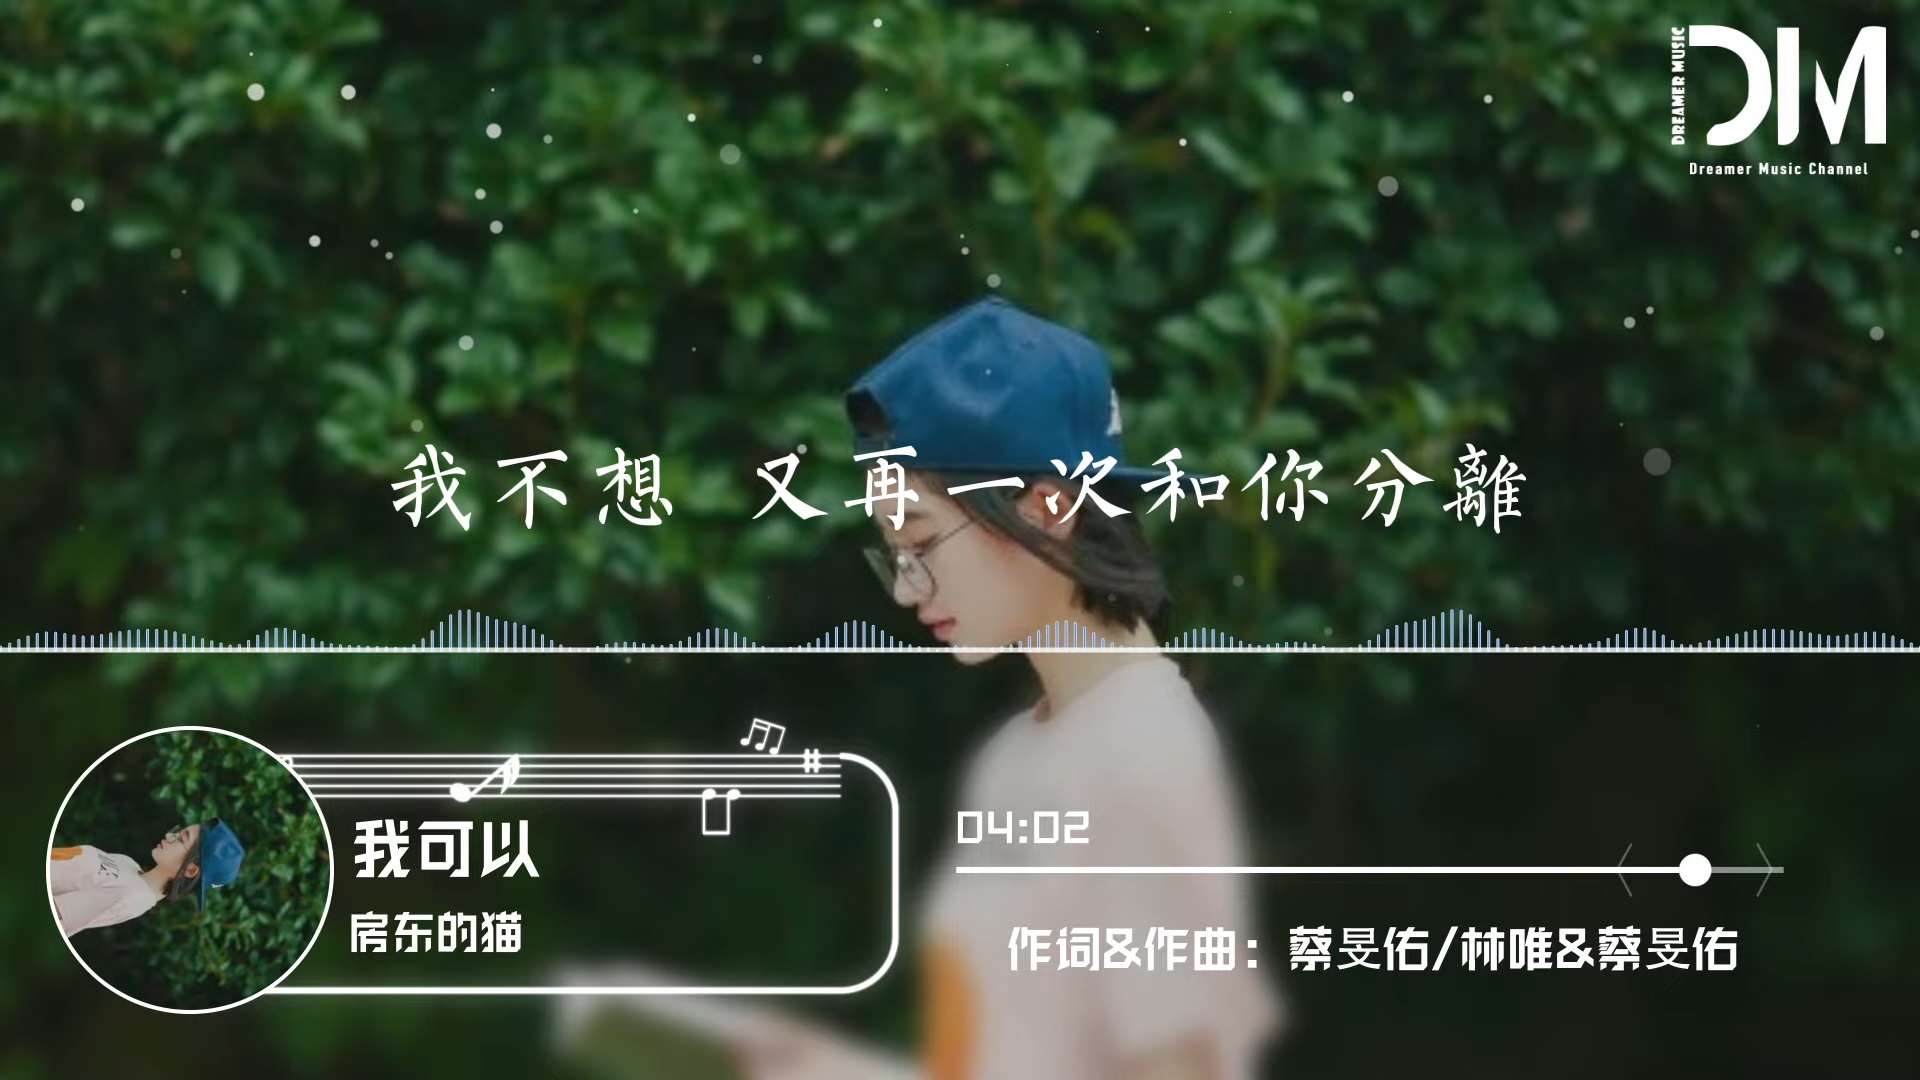 DREAMER MUSIC
DM
Dreamer Music Channel
我不想 又再一次和你分離
我可以
房东的猫
04:02
作词&作曲：蔡旻佑/林唯&蔡旻佑